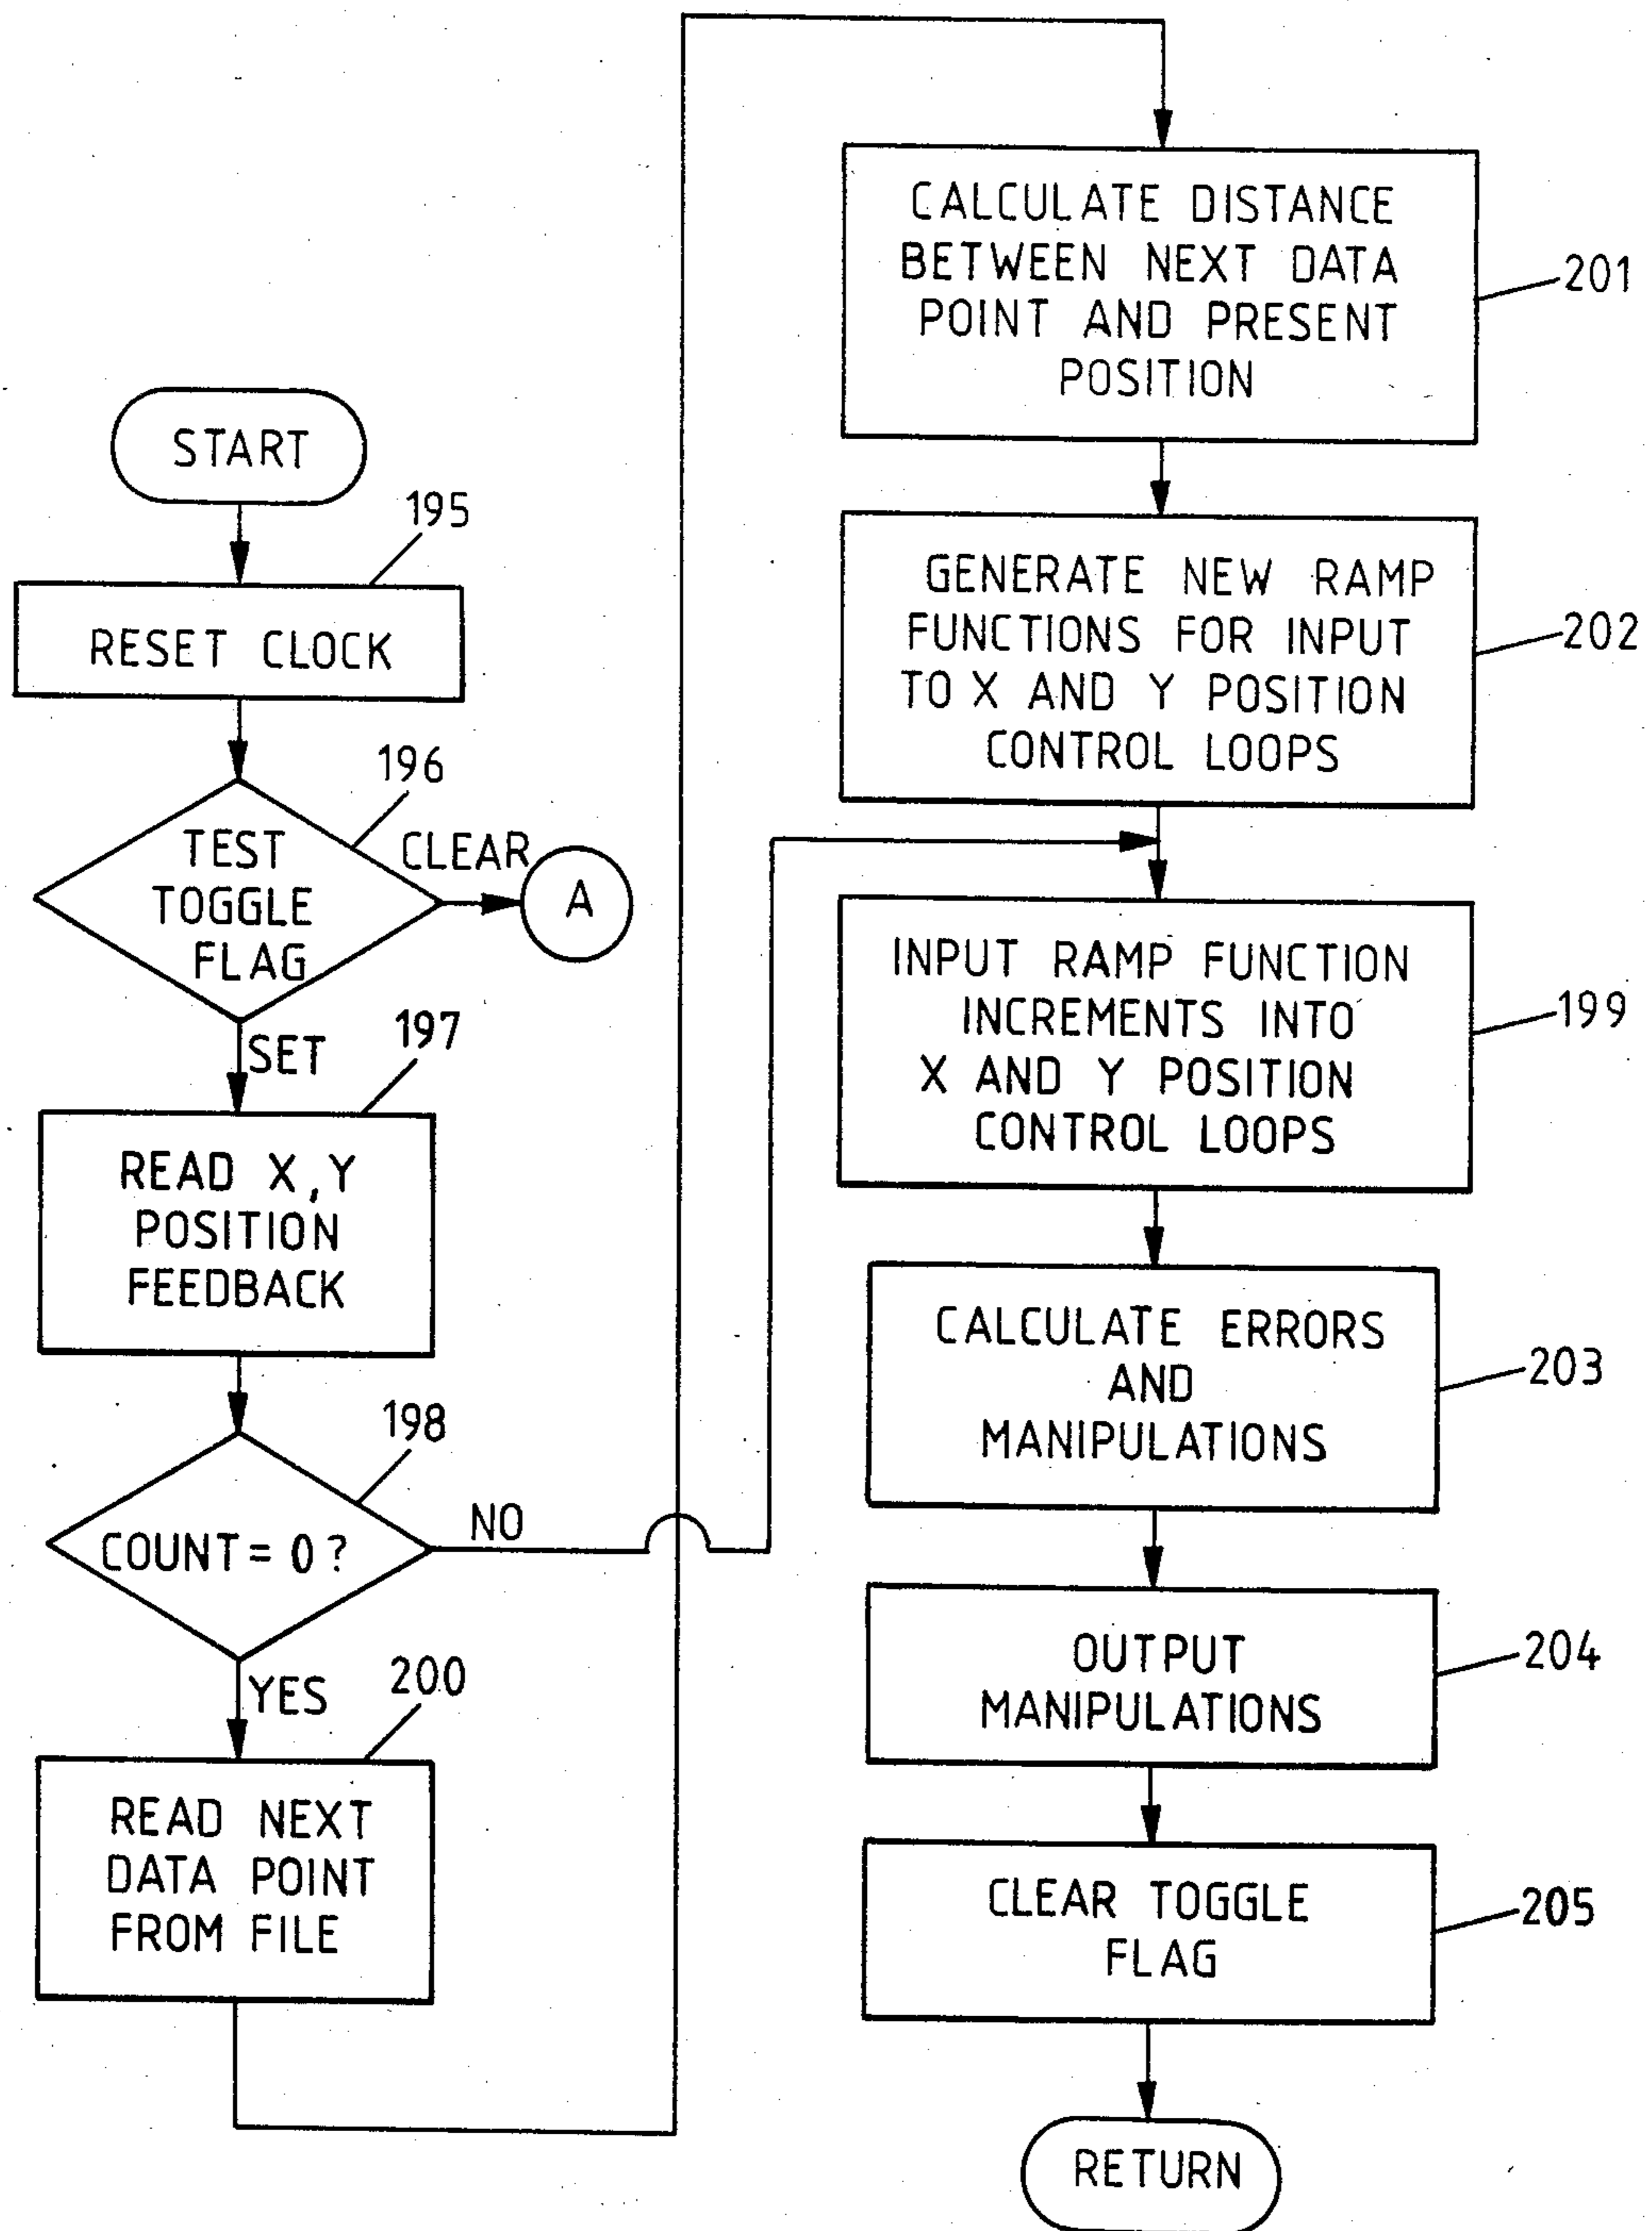 START
195
RESET CLOCK
196
TEST
TOGGLE
FLAG
CLEAR
A
SET
197
READ X,Y
POSITION
FEEDBACK
198
COUNT = 0 ?
NO
YES
200
READ NEXT
DATA POINT
FROM FILE
CALCULATE DISTANCE
BETWEEN NEXT DATA
POINT AND PRESENT
POSITION
201
GENERATE NEW RAMP
FUNCTIONS FOR INPUT
TO X AND Y POSITION
CONTROL LOOPS
202
INPUT RAMP FUNCTION
INCREMENTS INTO
X AND Y POSITION
CONTROL LOOPS
199
CALCULATE ERRORS
AND
MANIPULATIONS
203
OUTPUT
MANIPULATIONS
204
CLEAR TOGGLE
FLAG
205
RETURN